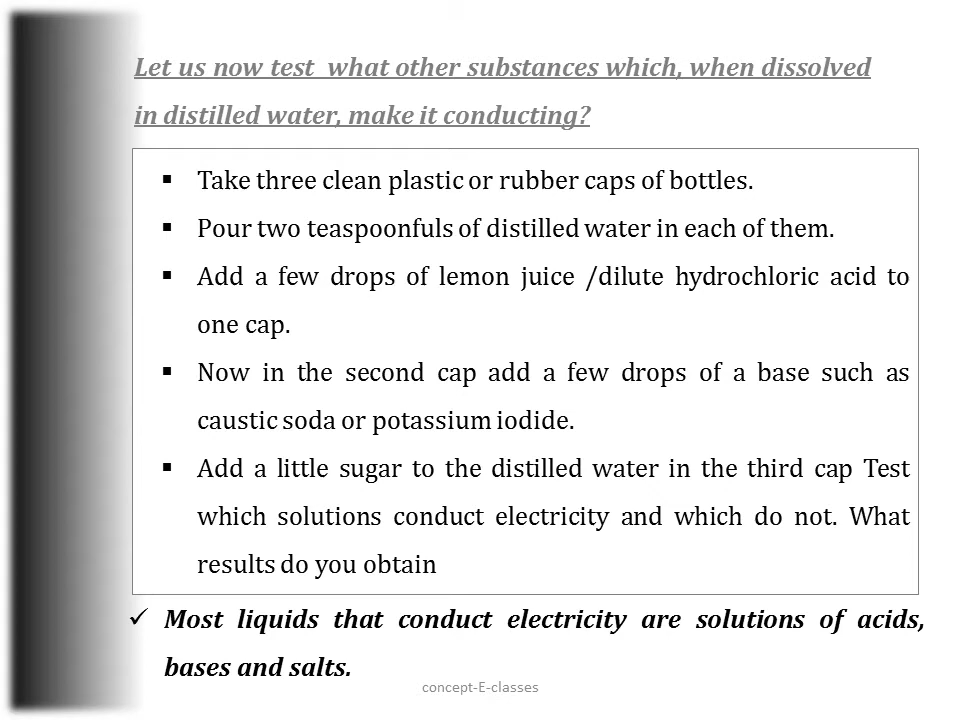 Let us now test  what other substances which, when dissolved
in distilled water, make it conducting?
▪ Take three clean plastic or rubber caps of bottles.
▪ Pour two teaspoonfuls of distilled water in each of them.
▪ Add a few drops of lemon juice /dilute hydrochloric acid to
one cap.
▪ Now in the second cap add a few drops of a base such as
caustic soda or potassium iodide.
▪ Add a little sugar to the distilled water in the third cap Test
which solutions conduct electricity and which do not. What
results do you obtain
✓ Most liquids that conduct electricity are solutions of acids,
bases and salts.
concept-E-classes